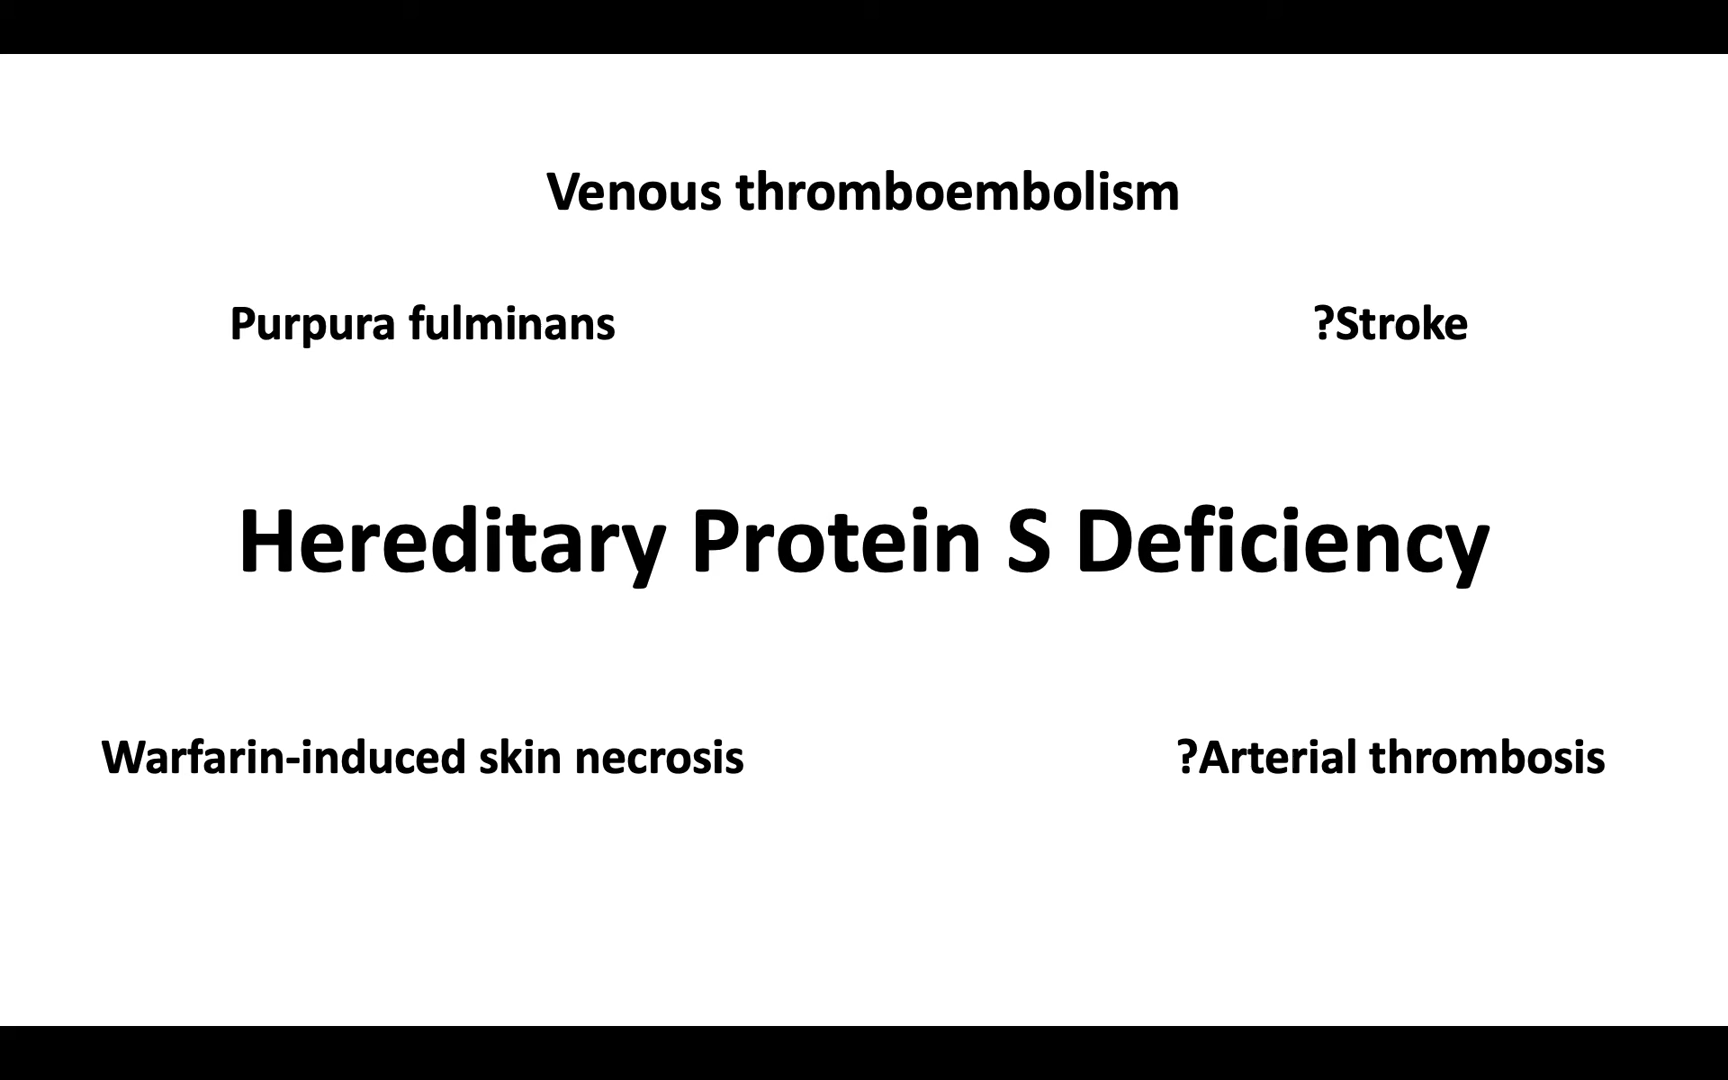 Venous thromboembolism
Purpura fulminans
?Stroke
Hereditary Protein S Deficiency
Warfarin-induced skin necrosis
?Arterial thrombosis